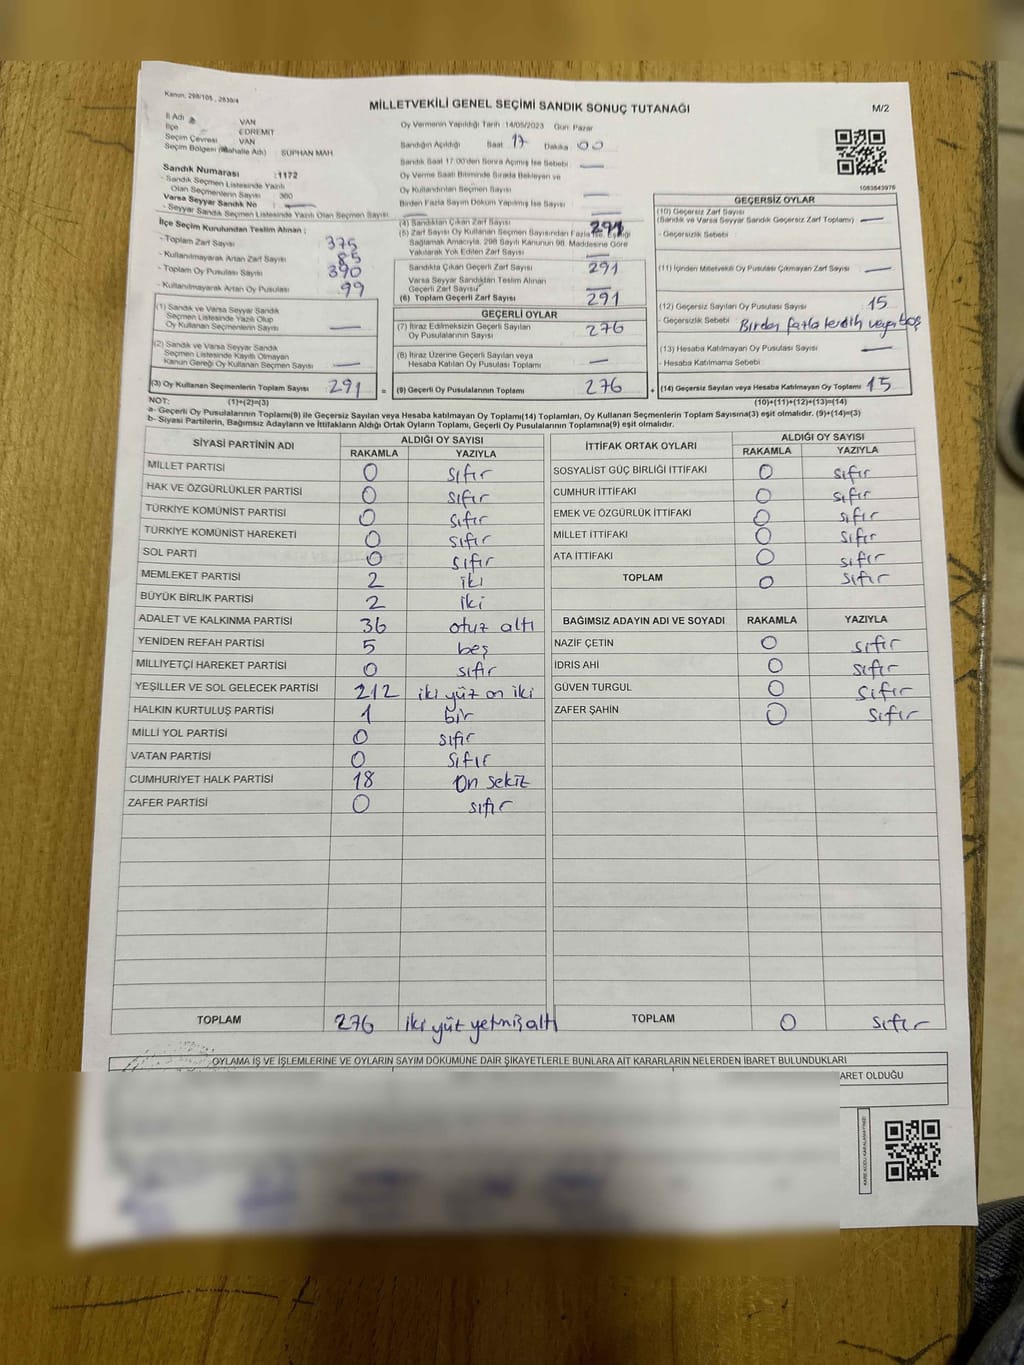 Kanun, 298/105 , 2839/4
MİLLETVEKİLİ GENEL SEÇİMİ SANDIK SONUÇ TUTANAĞI
M/2
İl Adı VAN
İlçe EDREMIT
Seçim Çevresi VAN
Seçim Bölgesi (Mahalle Adı) SÜPHAN MAH
Oy Vermenin Yapıldığı Tarih :14/05/2023 Gün: Pazar
Sandığın Açıldığı Saat 17 Dakika 00
Sandık Saat 17:00'den Sonra Açılmış İse Sebebi —
Oy Verme Saati Bitiminde Sırada Bekleyen ve
Oy Kullandırılan Seçmen Sayısı —
Birden Fazla Sayım Döküm Yapılmış İse Sayısı —
1083643976
Sandık Numarası :1172
- Sandık Seçmen Listesinde Yazılı
Olan Seçmenlerin Sayısı 360
Varsa Seyyar Sandık No —
- Seyyar Sandık Seçmen Listesinde Yazılı Olan Seçmen Sayısı —
İlçe Seçim Kurulundan Teslim Alınan ;
- Toplam Zarf Sayısı 375
- Kullanılmayarak Artan Zarf Sayısı 85
- Toplam Oy Pusulası Sayısı 390
- Kullanılmayarak Artan Oy Pusulası 99
(1) Sandık ve Varsa Seyyar Sandık
Seçmen Listesinde Yazılı Olup
Oy Kullanan Seçmenlerin Sayısı —
(2) Sandık ve Varsa Seyyar Sandık
Seçmen Listesinde Kayıtlı Olmayan
Kanun Gereği Oy Kullanan Seçmen Sayısı —
(3) Oy Kullanan Seçmenlerin Toplam Sayısı 291 =
(4) Sandıktan Çıkan Zarf Sayısı 291
(5) Zarf Sayısı Oy Kullanan Seçmen Sayısından Fazla İse, Eşitliği
Sağlamak Amacıyla, 298 Sayılı Kanunun 98. Maddesine Göre
Yakılarak Yok Edilen Zarf Sayısı —
Sandıkta Çıkan Geçerli Zarf Sayısı 291
Varsa Seyyar Sandıktan Teslim Alınan
Geçerli Zarf Sayısı —
(6) Toplam Geçerli Zarf Sayısı 291
GEÇERLİ OYLAR
(7) İtiraz Edilmeksizin Geçerli Sayılan
Oy Pusulalarının Sayısı 276
(8) İtiraz Üzerine Geçerli Sayılan veya
Hesaba Katılan Oy Pusulası Sayısı —
(9) Geçerli Oy Pusulalarının Toplamı 276 +
GEÇERSİZ OYLAR
(10) Geçersiz Zarf Sayısı
(Sandık ve Varsa Seyyar Sandık Geçersiz Zarf Toplamı) —
- Geçersizlik Sebebi
(11) İçinden Milletvekili Oy Pusulası Çıkmayan Zarf Sayısı —
(12) Geçersiz Sayılan Oy Pusulası Sayısı 15
- Geçersizlik Sebebi Birden fazla tercih veya boş
(13) Hesaba Katılmayan Oy Pusulası Sayısı —
- Hesaba Katılmama Sebebi
(14) Geçersiz Sayılan veya Hesaba Katılmayan Oy Pusulası Toplamı 15
NOT: (1)+(2)=(3) (10)+(11)+(12)+(13)=(14)
a- Geçerli Oy Pusulalarının Toplamı(9) ile Geçersiz Sayılan veya Hesaba katılmayan Oy Toplamı(14) Toplamları, Oy Kullanan Seçmenlerin Toplam Sayısına(3) eşit olmalıdır. (9)+(14)=(3)
b- Siyasi Partilerin, Bağımsız Adayların ve İttifakların Aldığı Ortak Oyların Toplamı, Geçerli Oy Pusulalarının Toplamına(9) eşit olmalıdır.
SİYASİ PARTİNİN ADI ALDIĞI OY SAYISI
RAKAMLA YAZIYLA
MİLLET PARTİSİ 0 sıfır
HAK VE ÖZGÜRLÜKLER PARTİSİ 0 sıfır
TÜRKİYE KOMÜNİST PARTİSİ 0 sıfır
TÜRKİYE KOMÜNİST HAREKETİ 0 sıfır
SOL PARTİ 0 sıfır
MEMLEKET PARTİSİ 2 iki
BÜYÜK BİRLİK PARTİSİ 2 iki
ADALET VE KALKINMA PARTİSİ 36 otuz altı
YENİDEN REFAH PARTİSİ 5 beş
MİLLİYETÇİ HAREKET PARTİSİ 0 sıfır
YEŞİLLER VE SOL GELECEK PARTİSİ 212 iki yüz on iki
HALKIN KURTULUŞ PARTİSİ 1 bir
MİLLİ YOL PARTİSİ 0 sıfır
VATAN PARTİSİ 0 sıfır
CUMHURİYET HALK PARTİSİ 18 On sekiz
ZAFER PARTİSİ 0 sıfır
TOPLAM 276 iki yüz yetmiş altı
İTTİFAK ORTAK OYLARI ALDIĞI OY SAYISI
RAKAMLA YAZIYLA
SOSYALİST GÜÇ BİRLİĞİ İTTİFAKI 0 sıfır
CUMHUR İTTİFAKI 0 sıfır
EMEK VE ÖZGÜRLÜK İTTİFAKI 0 sıfır
MİLLET İTTİFAKI 0 sıfır
ATA İTTİFAKI 0 sıfır
TOPLAM 0 sıfır
BAĞIMSIZ ADAYIN ADI VE SOYADI RAKAMLA YAZIYLA
NAZİF ÇETİN 0 sıfır
İDRİS AHİ 0 sıfır
GÜVEN TURGUL 0 sıfır
ZAFER ŞAHİN 0 sıfır
TOPLAM 0 sıfır
OYLAMA İŞ VE İŞLEMLERİNE VE OYLARIN SAYIM DÖKÜMÜNE DAİR ŞİKAYETLERLE BUNLARA AİT KARARLARIN NELERDEN İBARET BULUNDUKLARI
ARET OLDUĞU
KARE KODU KARALAMAYINIZ!